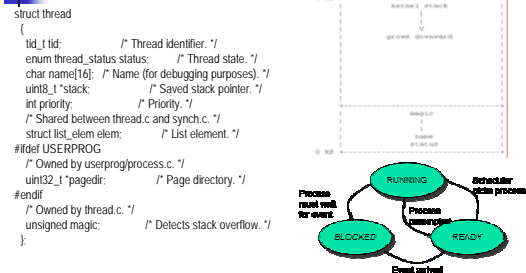 struct thread
{
tid_t tid; /* Thread identifier. */
enum thread_status status; /* Thread state. */
char name[16]; /* Name (for debugging purposes). */
uint8_t *stack; /* Saved stack pointer. */
int priority; /* Priority. */
/* Shared between thread.c and synch.c. */
struct list_elem elem; /* List element. */
#ifdef USERPROG
/* Owned by userprog/process.c. */
uint32_t *pagedir; /* Page directory. */
#endif
/* Owned by thread.c. */
unsigned magic; /* Detects stack overflow. */
};
kernel stack
|
|
V
grows downward
magic
|
|
name
status
0 kB
RUNNING
Process
must wait
for event
Scheduler
picks process
Process
preempted
BLOCKED
READY
Event arrived